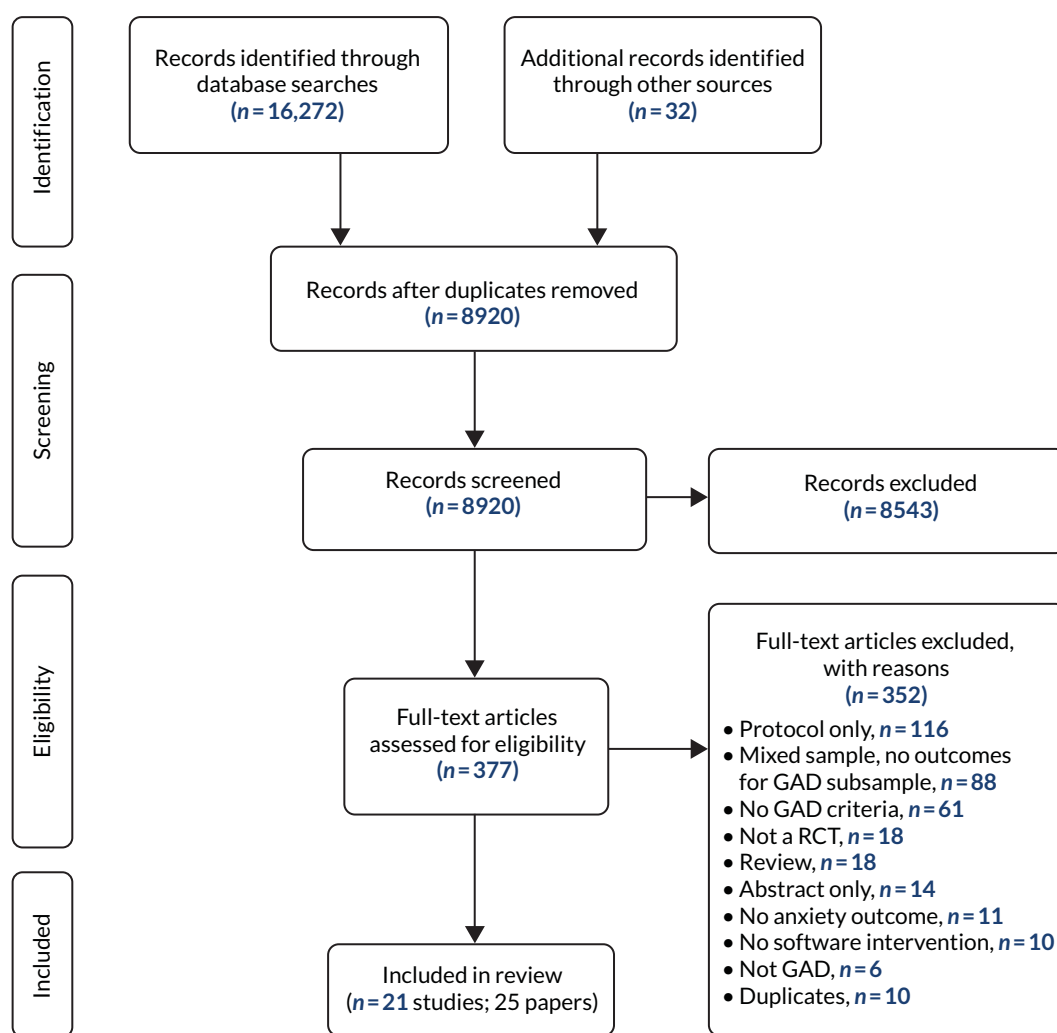 Identification
Records identified through
database searches
(n = 16,272)
Additional records identified
through other sources
(n = 32)
Records after duplicates removed
(n = 8920)
Screening
Records screened
(n = 8920)
Records excluded
(n = 8543)
Eligibility
Full-text articles
assessed for eligibility
(n = 377)
Full-text articles excluded,
with reasons
(n = 352)
• Protocol only, n = 116
• Mixed sample, no outcomes
for GAD subsample, n = 88
• No GAD criteria, n = 61
• Not a RCT, n = 18
• Review, n = 18
• Abstract only, n = 14
• No anxiety outcome, n = 11
• No software intervention, n = 10
• Not GAD, n = 6
• Duplicates, n = 10
Included
Included in review
(n = 21 studies; 25 papers)